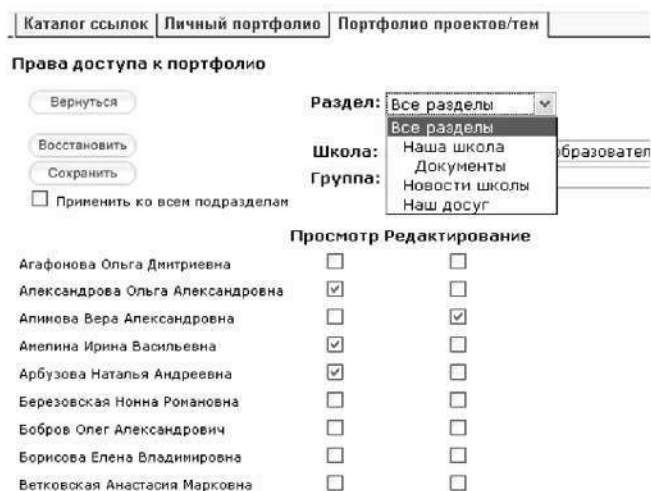 Каталог ссылок Личный портфолио Портфолио проектов/тем
Права доступа к портфолио
Вернуться
Раздел: Все разделы
Все разделы
Наша школа
Документы
Новости школы
Наш досуг
Восстановить
Школа: образовател
Сохранить
Группа:
Применить ко всем подразделам
Просмотр Редактирование
Агафонова Ольга Дмитриевна
Александрова Ольга Александровна
Алимова Вера Александровна
Амелина Ирина Васильевна
Арбузова Наталья Андреевна
Березовская Нонна Романовна
Бобров Олег Александрович
Борисова Елена Владимировна
Ветковская Анастасия Марковна